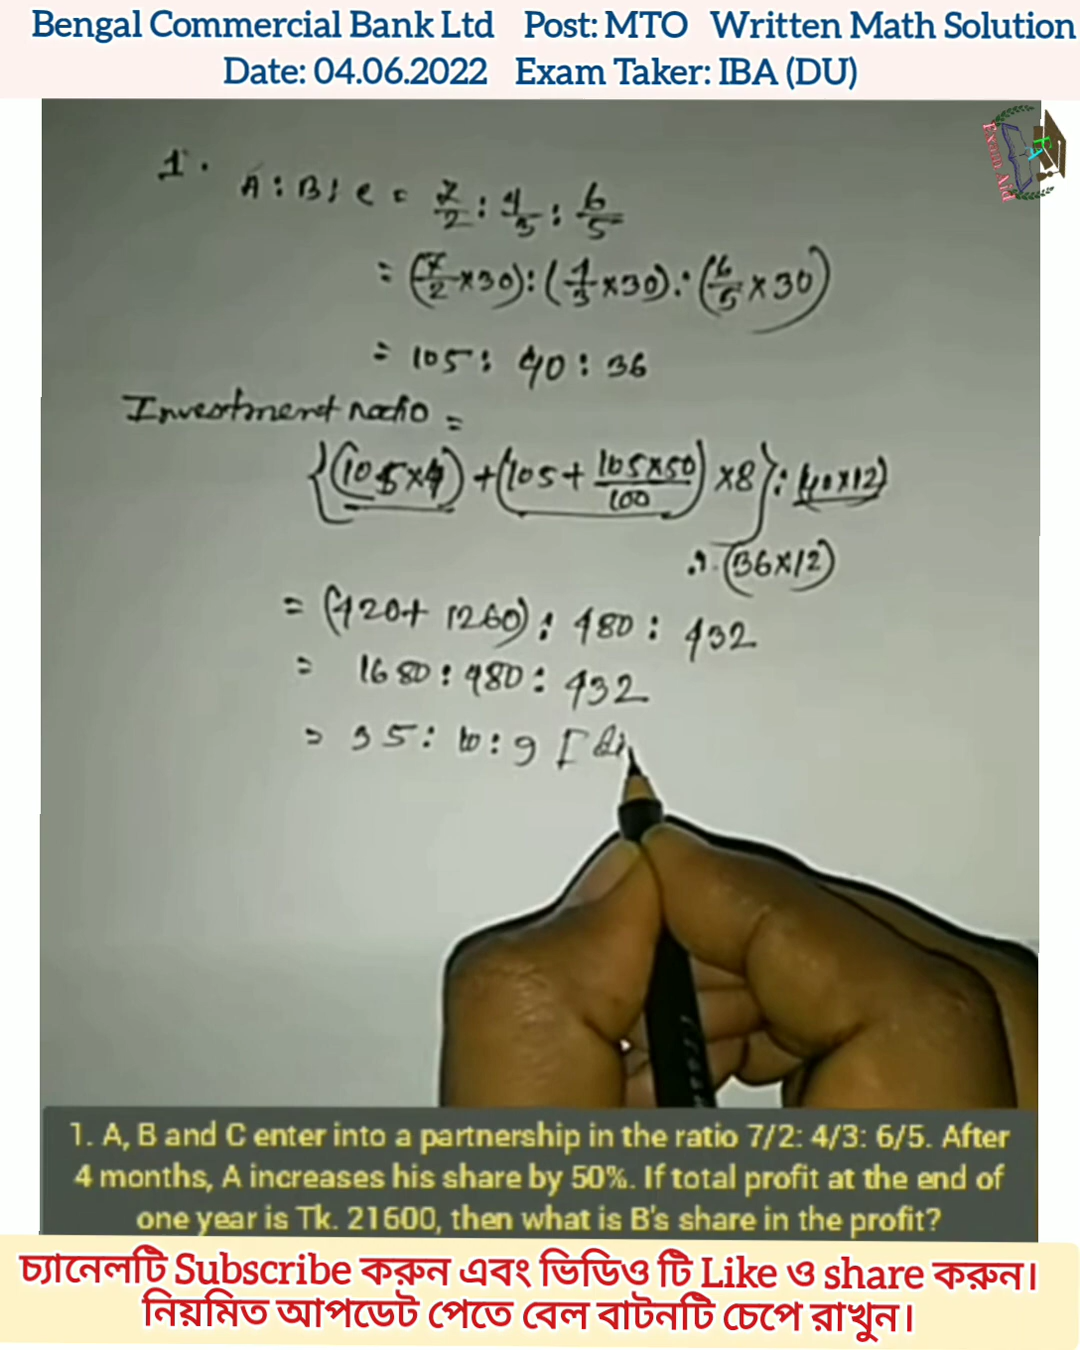 Bengal Commercial Bank Ltd Post: MTO Written Math Solution
Date: 04.06.2022 Exam Taker: IBA (DU)
Exam Aid
1. A : B : C = 7/2 : 4/3 : 6/5
= (7/2 × 30) : (4/3 × 30) : (6/5 × 30)
= 105 : 40 : 36
Investment ratio =
{(105×4) + (105 + 105×50/100) ×8} : (40×12)
: (36×12)
= (420 + 1260) : 480 : 432
= 1680 : 480 : 432
= 35 : 10 : 9 [di
1. A, B and C enter into a partnership in the ratio 7/2: 4/3: 6/5. After
4 months, A increases his share by 50%. If total profit at the end of
one year is Tk. 21600, then what is B's share in the profit?
চ্যানেলটি Subscribe করুন এবং ভিডিও টি Like ও share করুন।
নিয়মিত আপডেট পেতে বেল বাটনটি চেপে রাখুন।